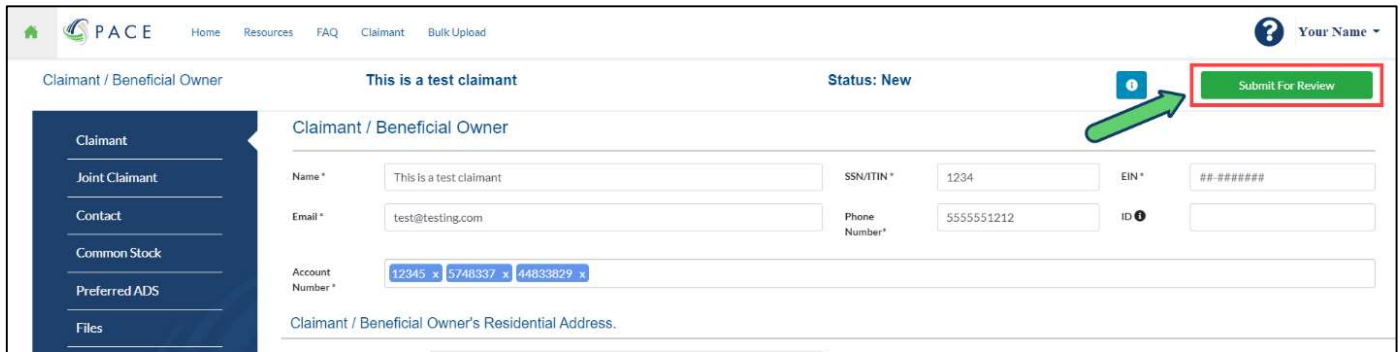 PACE Home Resources FAQ Claimant Bulk Upload ? Your Name
Claimant / Beneficial Owner This is a test claimant Status: New Submit For Review
Claimant
Joint Claimant
Contact
Common Stock
Preferred ADS
Files
Claimant / Beneficial Owner
Name * This is a test claimant SSN/ITIN * 1234 EIN * ##-#######
Email * test@testing.com Phone Number* 5555551212 ID
Account Number * 12345 x 5748337 x 44833829 x
Claimant / Beneficial Owner's Residential Address.